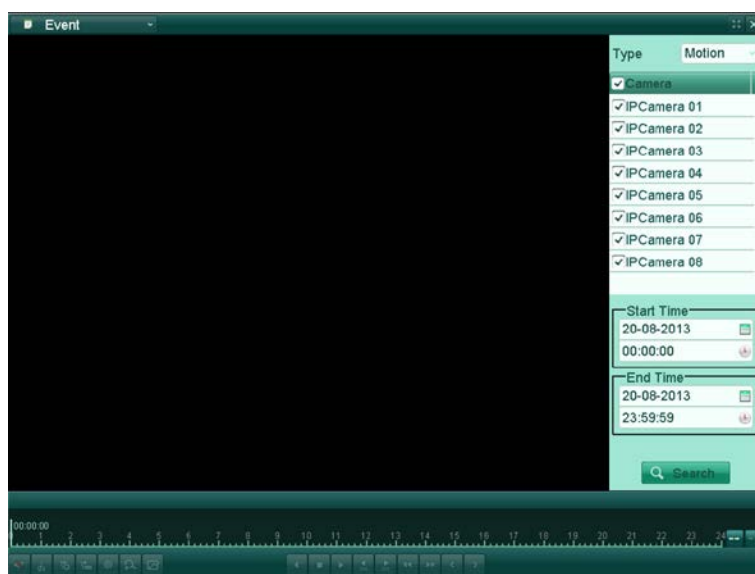 Event
Type Motion
Camera
IPCamera 01
IPCamera 02
IPCamera 03
IPCamera 04
IPCamera 05
IPCamera 06
IPCamera 07
IPCamera 08
Start Time
20-08-2013
00:00:00
End Time
20-08-2013
23:59:59
Search
00:00:00
0 1 2 3 4 5 6 7 8 9 10 11 12 13 14 15 16 17 18 19 20 21 22 23 24